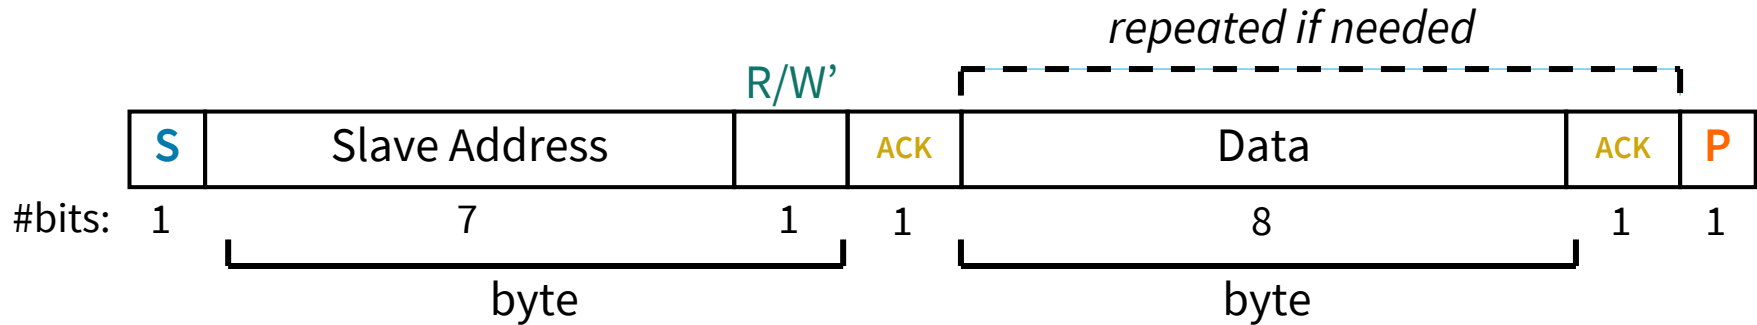 repeated if needed
R/W’
S Slave Address ACK Data ACK P
#bits: 1 7 1 1 8 1 1
byte byte